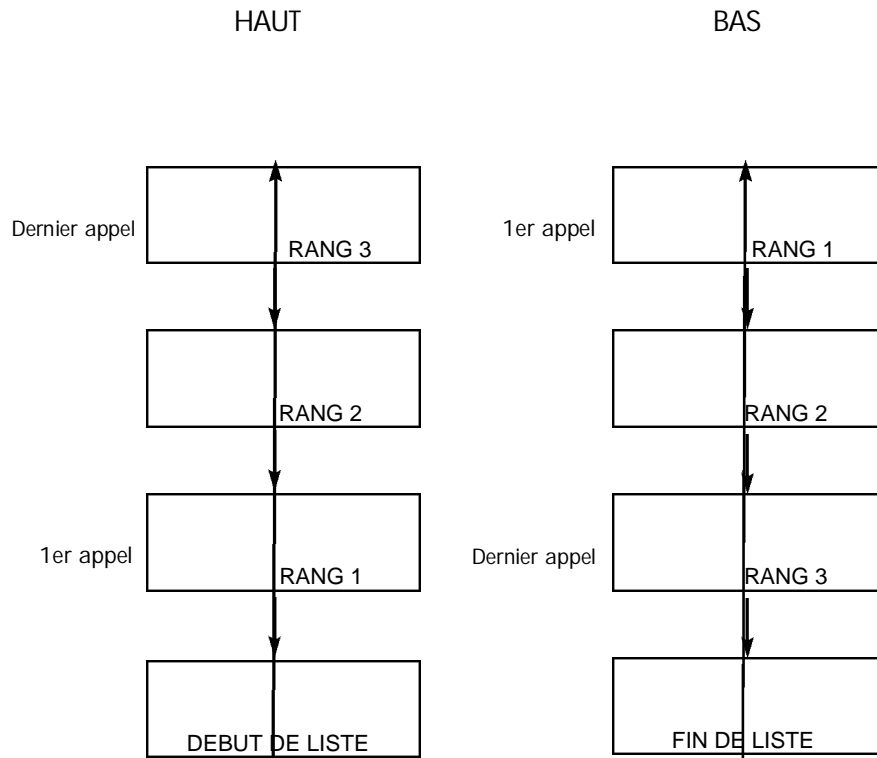 HAUT
Dernier appel
RANG 3
RANG 2
1er appel
RANG 1
DEBUT DE LISTE
BAS
1er appel
RANG 1
RANG 2
Dernier appel
RANG 3
FIN DE LISTE